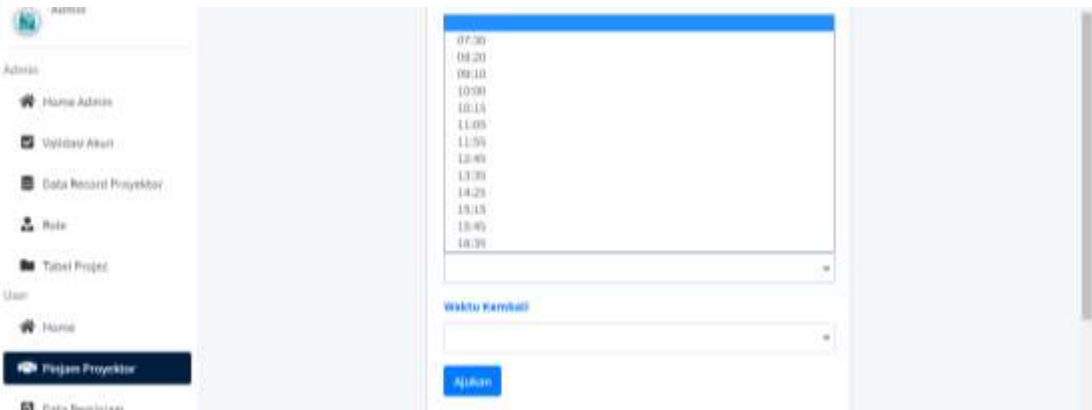 Admin
Admin
Home Admin
Validasi Akun
Data Record Proyektor
Role
Tabel Projec
User
Home
Pinjam Proyektor
Data Peminjam
07:30
08:20
09:10
10:00
10:15
11:05
11:55
12:45
13:35
14:25
15:15
15:45
16:35
Waktu Kembali
Ajukan